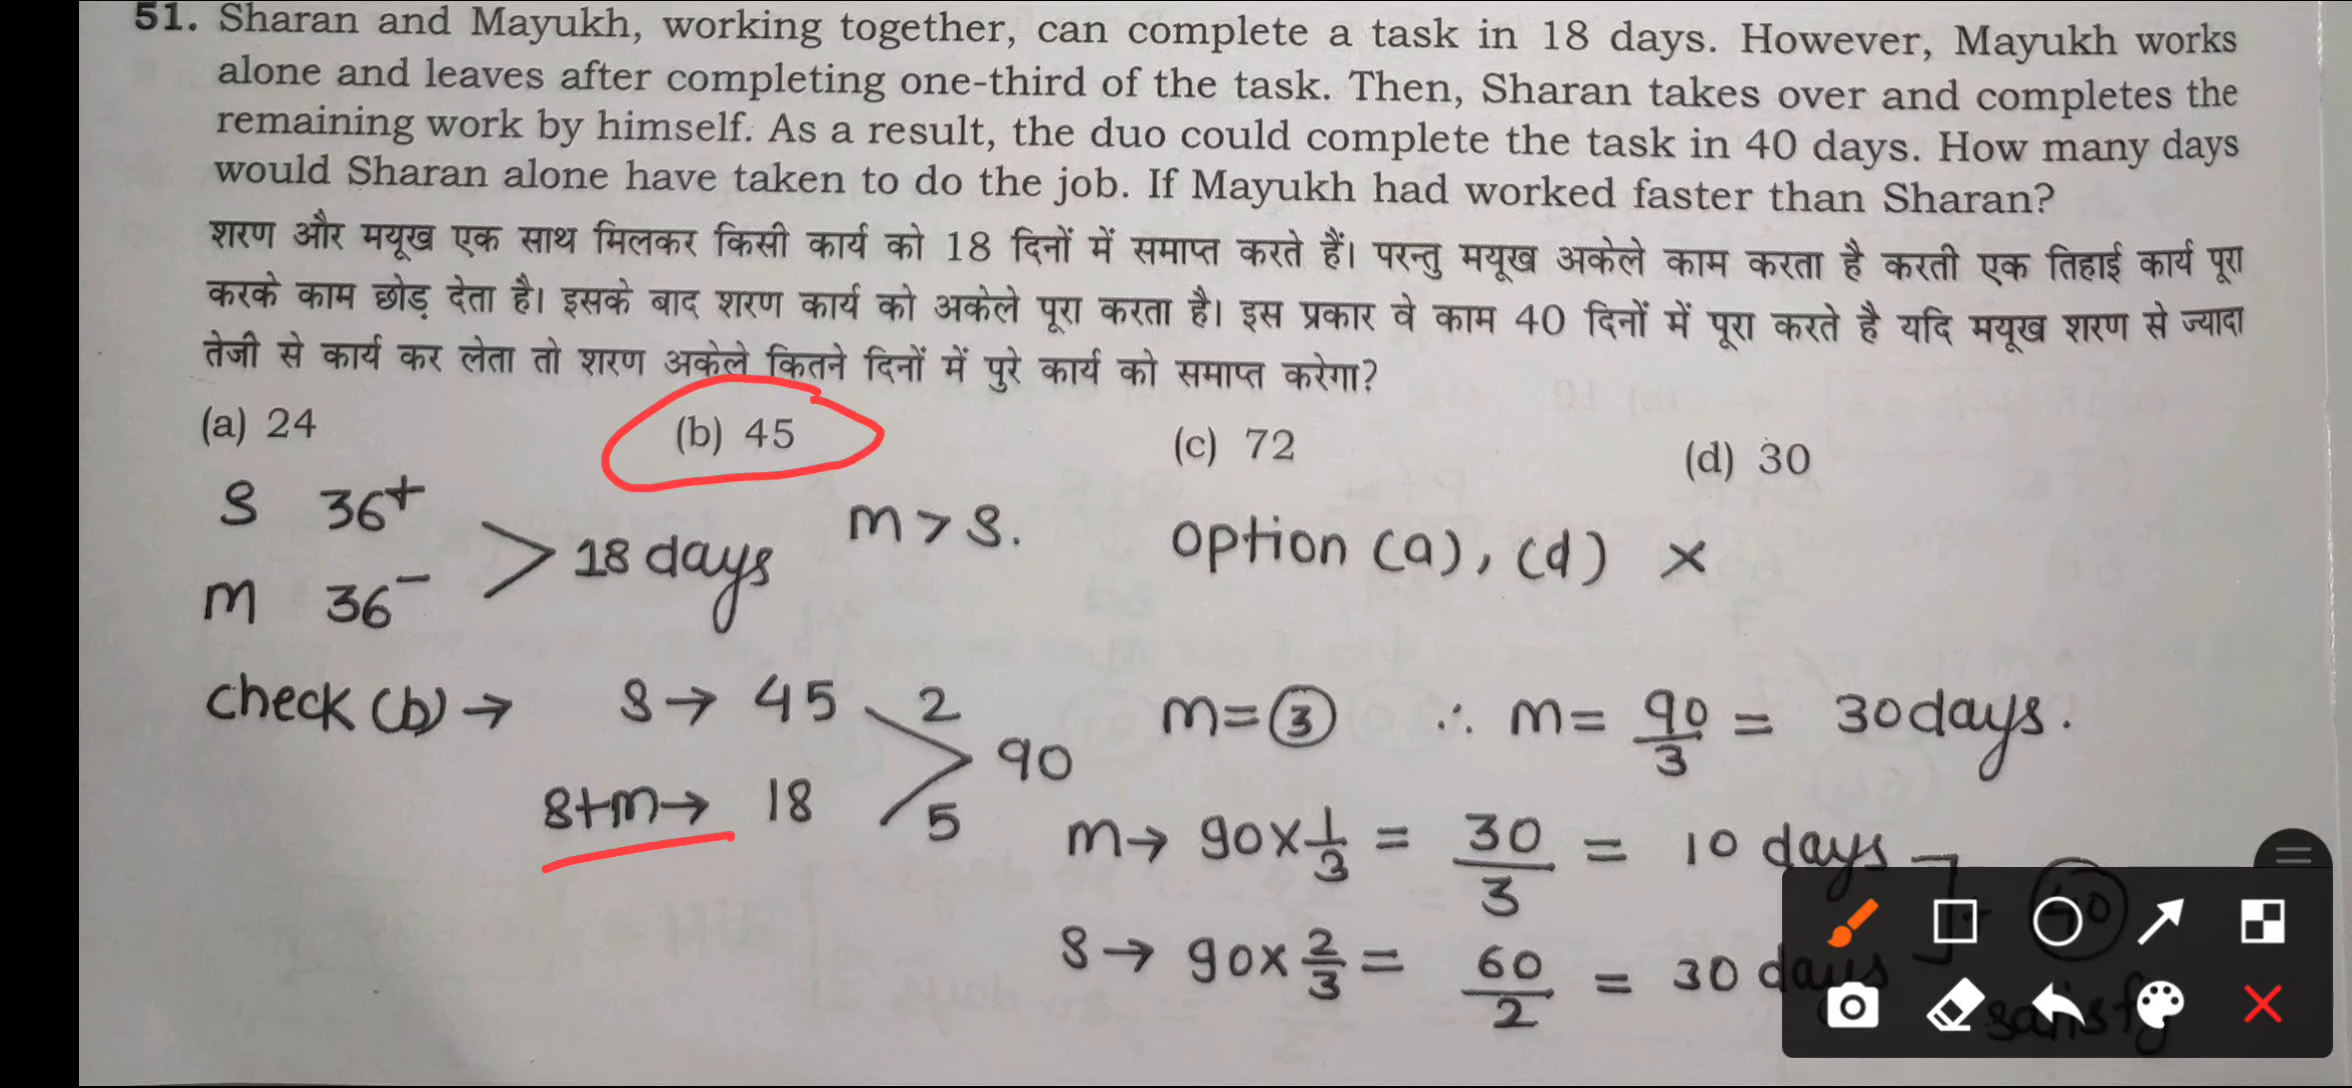 51. Sharan and Mayukh, working together, can complete a task in 18 days. However, Mayukh works
alone and leaves after completing one-third of the task. Then, Sharan takes over and completes the
remaining work by himself. As a result, the duo could complete the task in 40 days. How many days
would Sharan alone have taken to do the job. If Mayukh had worked faster than Sharan?
शरण और मयूख एक साथ मिलकर किसी कार्य को 18 दिनों में समाप्त करते हैं। परन्तु मयूख अकेले काम करता है करती एक तिहाई कार्य पूरा
करके काम छोड़ देता है। इसके बाद शरण कार्य को अकेले पूरा करता है। इस प्रकार वे काम 40 दिनों में पूरा करते है यदि मयूख शरण से ज्यादा
तेजी से कार्य कर लेता तो शरण अकेले कितने दिनों में पुरे कार्य को समाप्त करेगा?
(a) 24 (b) 45 (c) 72 (d) 30
S 36+
M 36- > 18 days m > S. option (a), (d) ×
check (b) → S → 45 2 90 m = 3 ∴ m = 90/3 = 30 days.
S+m → 18 5
m → 90 × 1/3 = 30/3 = 10 days
S → 90 × 2/3 = 60/2 = 30 days
40
satisfy